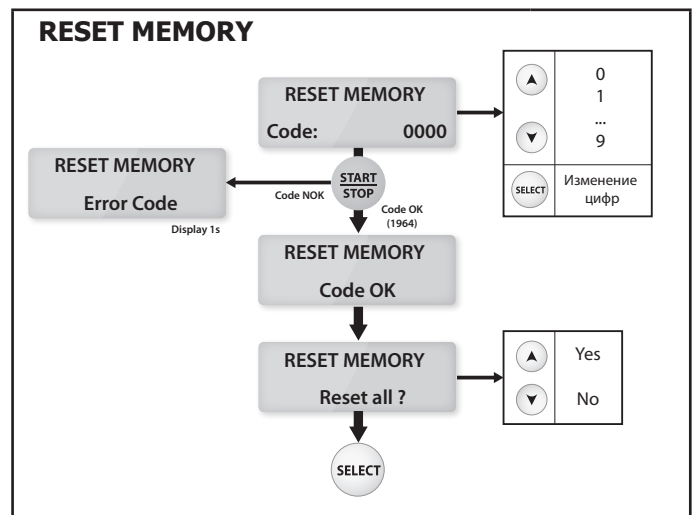 RESET MEMORY
RESET MEMORY
Code: 0000
0
1
...
9
SELECT
Изменение
цифр
START
STOP
Code NOK
RESET MEMORY
Error Code
Display 1s
Code OK
(1964)
RESET MEMORY
Code OK
RESET MEMORY
Reset all ?
Yes
No
SELECT